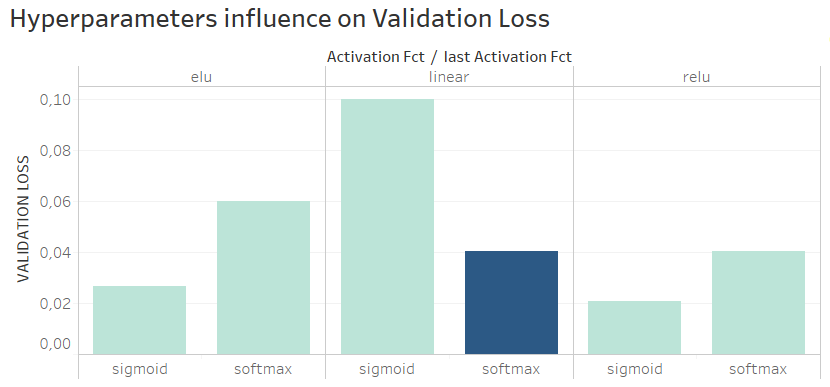 Hyperparameters influence on Validation Loss
Activation Fct / last Activation Fct
elu linear relu
VALIDATION LOSS
0,10
0,08
0,06
0,04
0,02
0,00
sigmoid softmax sigmoid softmax sigmoid softmax